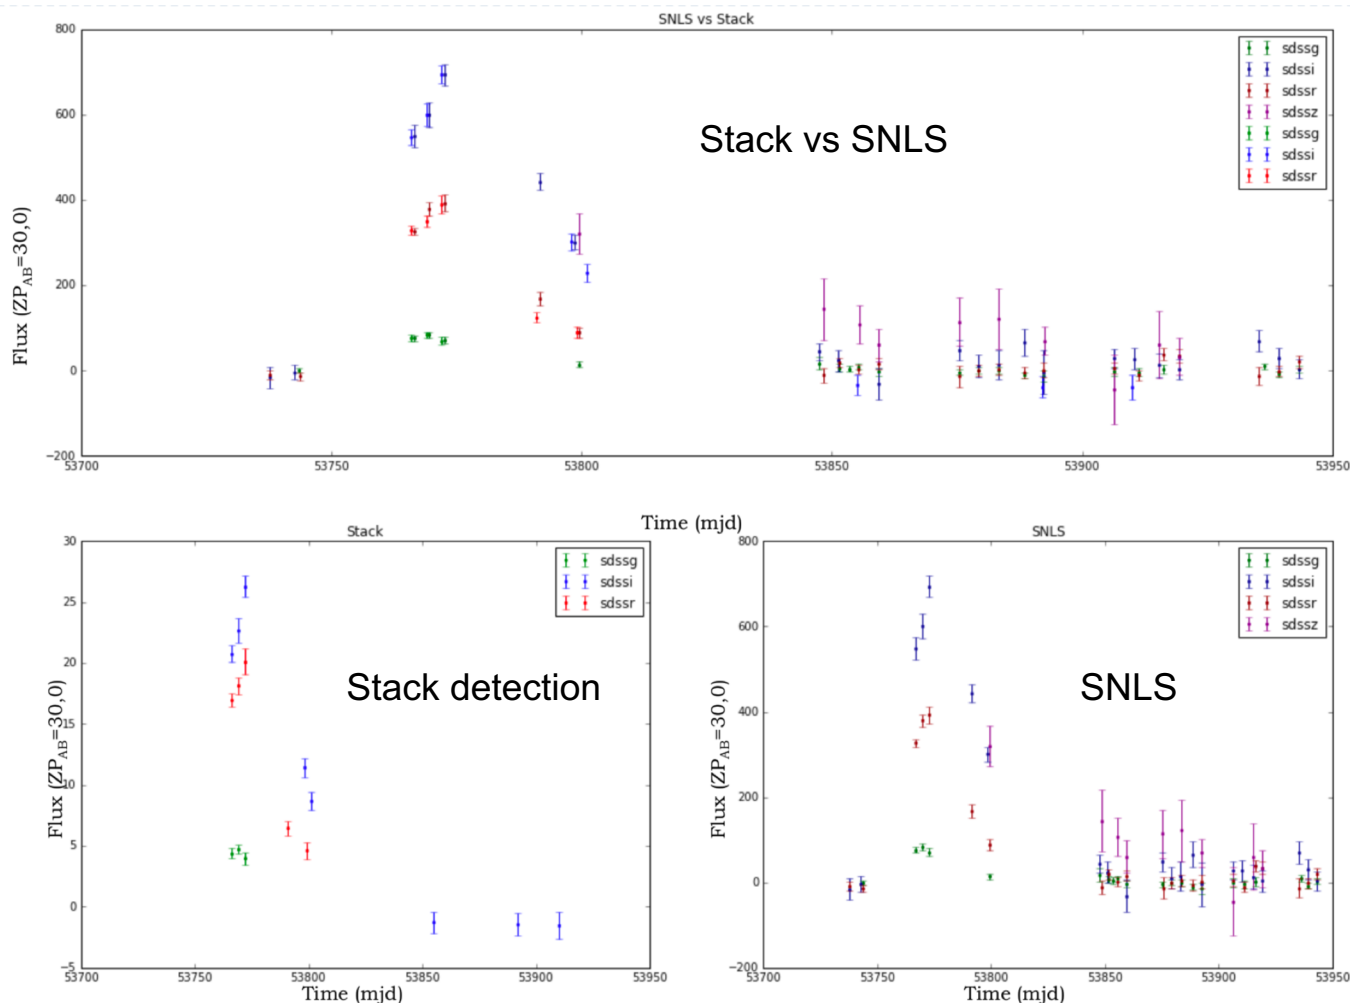 SNLS vs Stack
800
600
400
200
0
−200
53700
53750
53800
53850
53900
53950
Flux (ZP_AB=30,0)
Stack vs SNLS
sdssg
sdssi
sdssr
sdssz
sdssg
sdssi
sdssr
Time (mjd)
Stack
30
25
20
15
10
5
0
−5
53700
53750
53800
53850
53900
53950
Flux (ZP_AB=30,0)
Stack detection
sdssg
sdssi
sdssr
Time (mjd)
SNLS
800
600
400
200
0
−200
53700
53750
53800
53850
53900
53950
Flux (ZP_AB=30,0)
SNLS
sdssg
sdssi
sdssr
sdssz
Time (mjd)